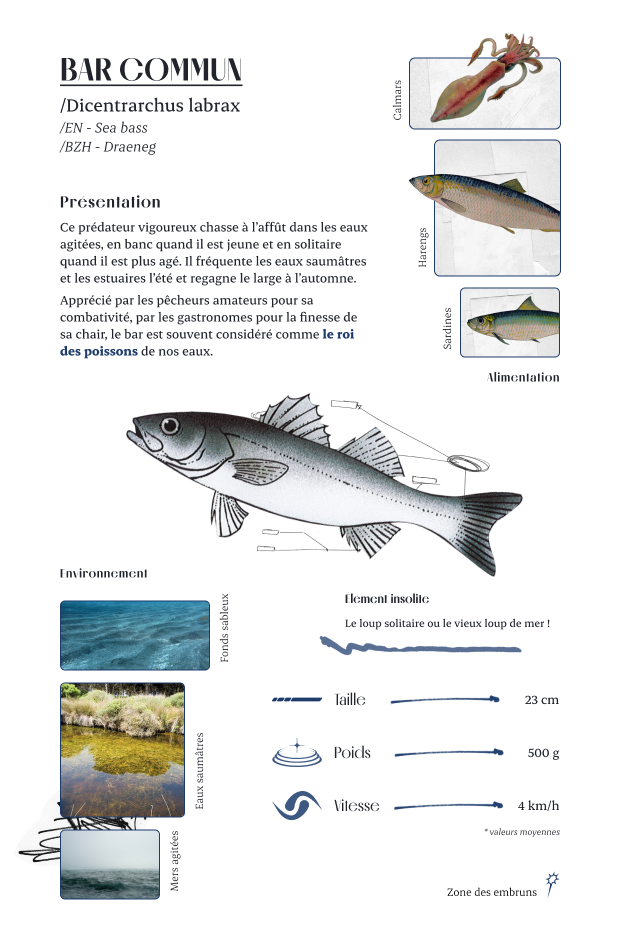 BAR COMMUN
/Dicentrarchus labrax
/EN - Sea bass
/BZH - Draeneg
Présentation
Ce prédateur vigoureux chasse à l'affût dans les eaux
agitées, en banc quand il est jeune et en solitaire
quand il est plus agé. Il fréquente les eaux saumâtres
et les estuaires l'été et regagne le large à l'automne.
Apprécié par les pêcheurs amateurs pour sa
combativité, par les gastronomes pour la finesse de
sa chair, le bar est souvent considéré comme le roi
des poissons de nos eaux.
Calmars
Harengs
Sardines
Alimentation
Environnement
Fonds sableux
Eaux saumâtres
Mers agitées
Élement insolite
Le loup solitaire ou le vieux loup de mer !
Taille 23 cm
Poids 500 g
Vitesse 4 km/h
* valeurs moyennes
Zone des embruns